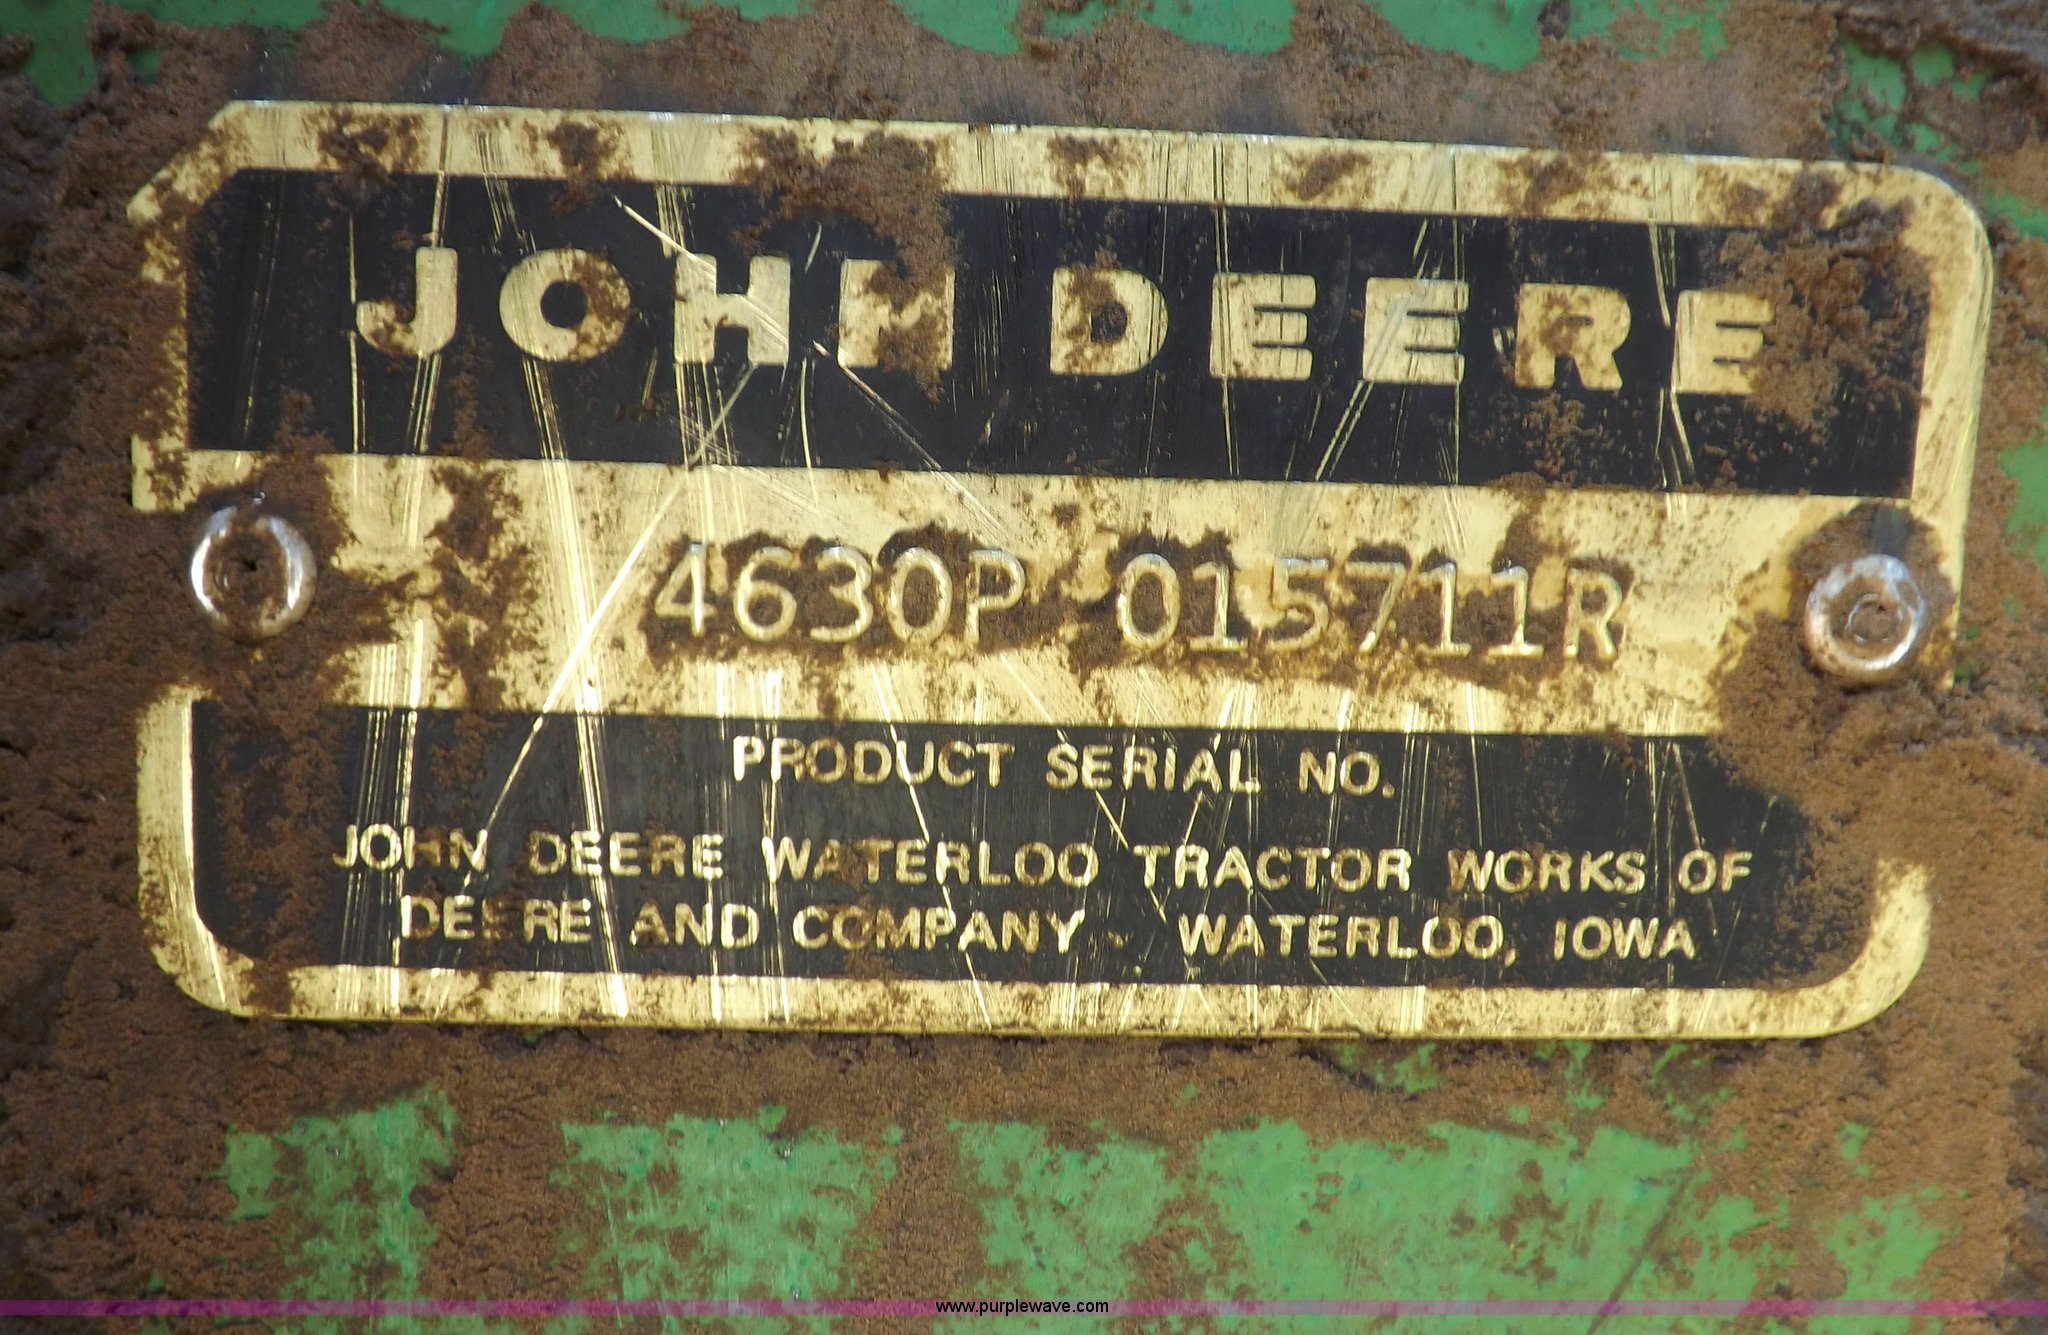 JOHN DEERE
4630P 015711R
PRODUCT SERIAL NO.
JOHN DEERE WATERLOO TRACTOR WORKS OF
DEERE AND COMPANY WATERLOO, IOWA
www.purplewave.com